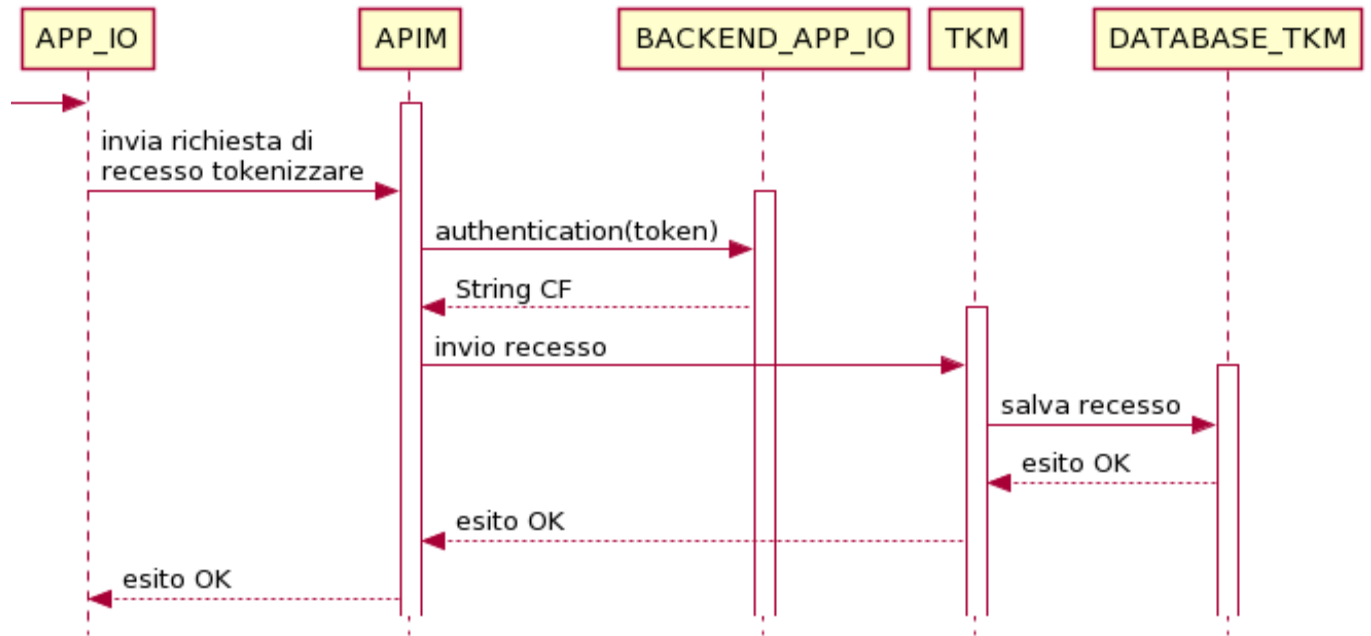 APP_IO
APIM
BACKEND_APP_IO
TKM
DATABASE_TKM
invia richiesta di
recesso tokenizzare
authentication(token)
String CF
invio recesso
salva recesso
esito OK
esito OK
esito OK